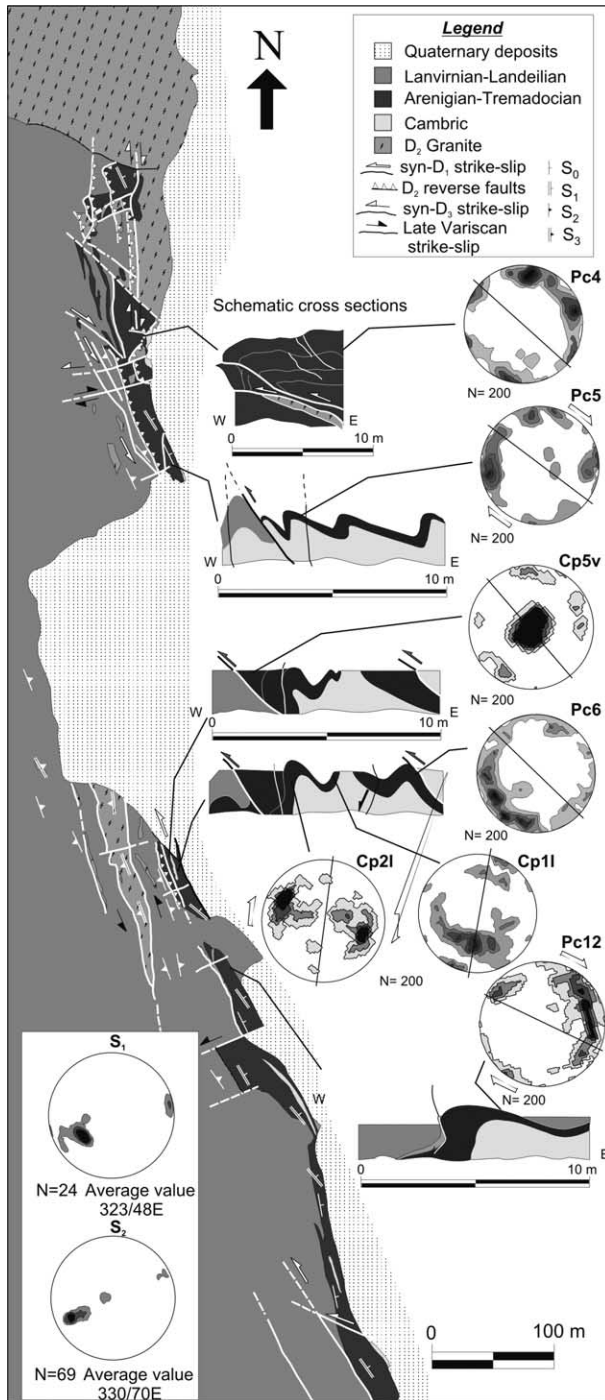 N
Legend
Quaternary deposits
Lanvirnian-Landeilian
Arenigian-Tremadocian
Cambric
D₂ Granite
syn-D₁ strike-slip
D₂ reverse faults
syn-D₃ strike-slip
Late Variscan
strike-slip
S₀
S₁
S₂
S₃
Schematic cross sections
Pc4
N= 200
W E
0 10 m
Pc5
N= 200
W E
0 10 m
Cp5v
N= 200
W E
0 10 m
Pc6
N= 200
Cp2l
N= 200
Cp1l
Pc12
N= 200
W
E
0 10 m
S₁
N=24 Average value
323/48E
S₂
N=69 Average value
330/70E
0 100 m